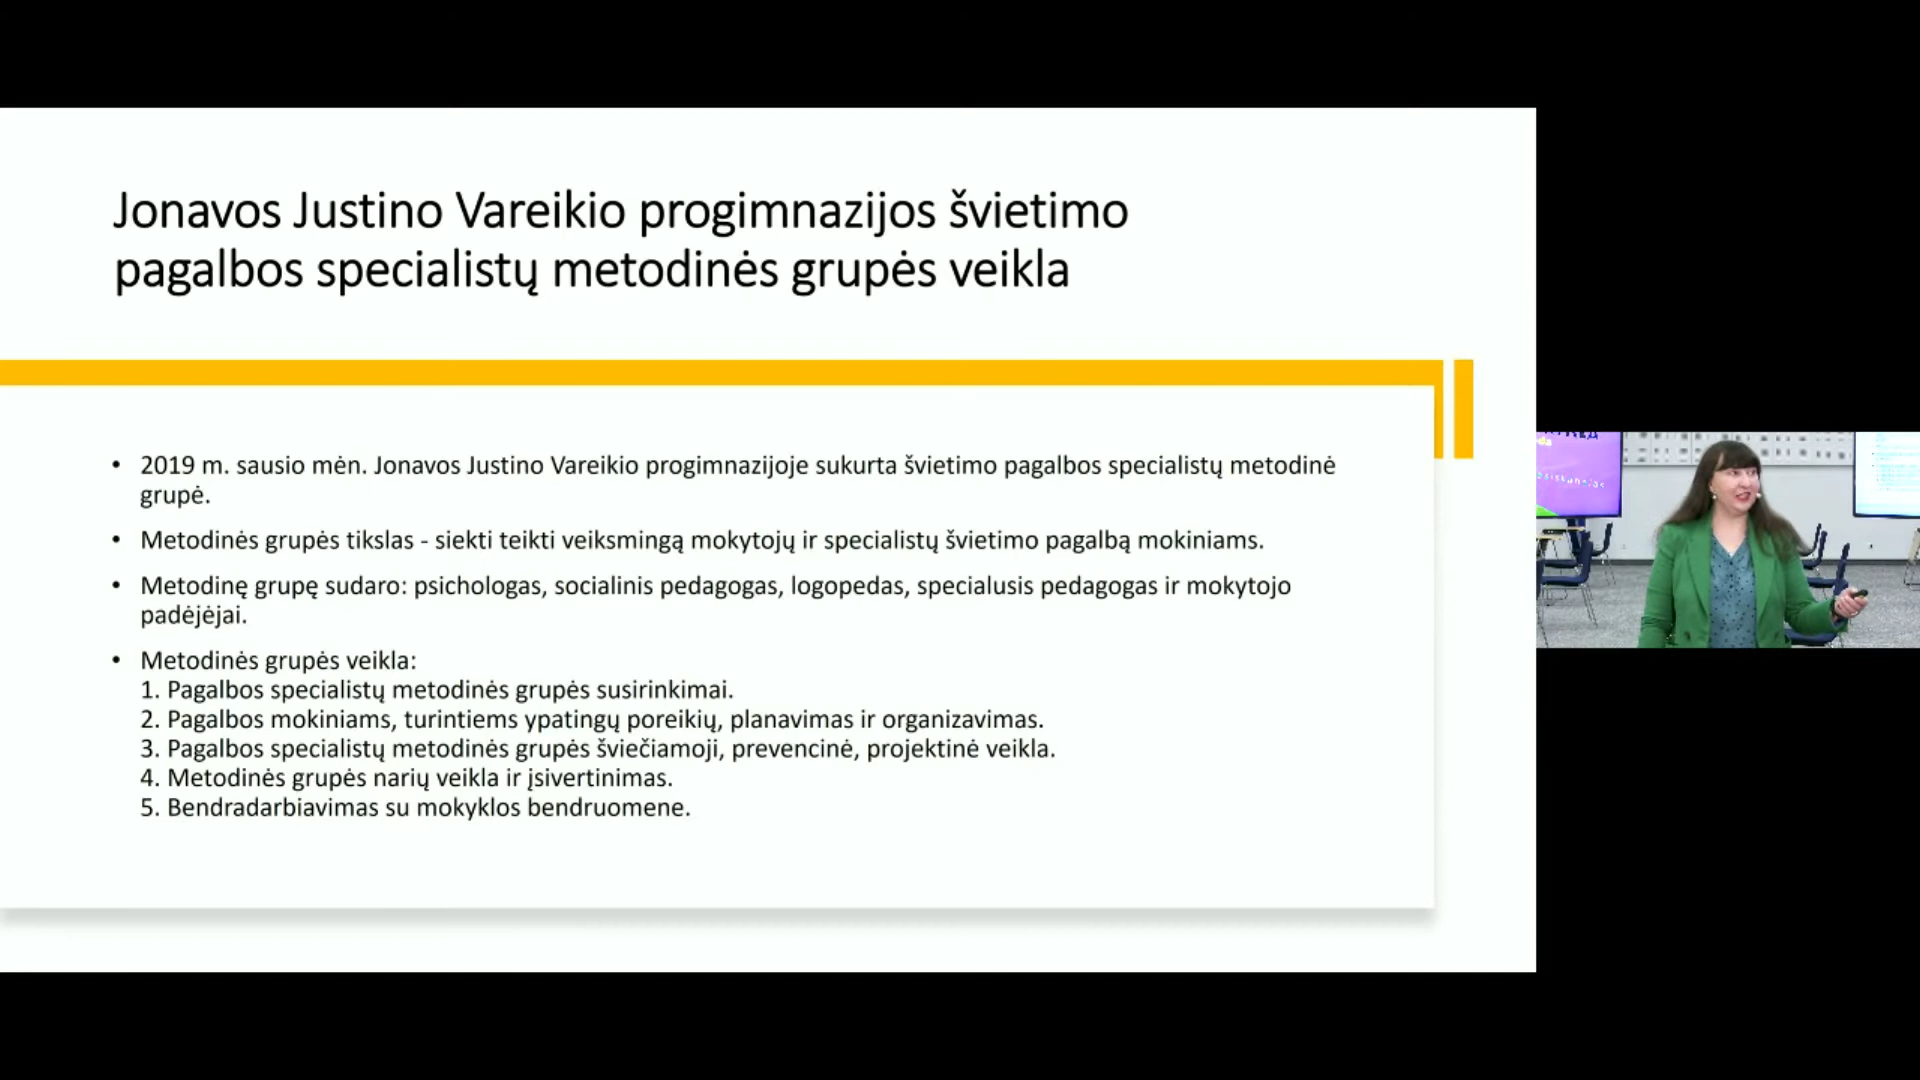 Jonavos Justino Vareikio progimnazijos švietimo
pagalbos specialistų metodinės grupės veikla
• 2019 m. sausio mėn. Jonavos Justino Vareikio progimnazijoje sukurta švietimo pagalbos specialistų metodinė
grupė.
• Metodinės grupės tikslas - siekti teikti veiksmingą mokytojų ir specialistų švietimo pagalbą mokiniams.
• Metodinę grupę sudaro: psichologas, socialinis pedagogas, logopedas, specialusis pedagogas ir mokytojo
padėjėjai.
• Metodinės grupės veikla:
1. Pagalbos specialistų metodinės grupės susirinkimai.
2. Pagalbos mokiniams, turintiems ypatingų poreikių, planavimas ir organizavimas.
3. Pagalbos specialistų metodinės grupės šviečiamoji, prevencinė, projektinė veikla.
4. Metodinės grupės narių veikla ir įsivertinimas.
5. Bendradarbiavimas su mokyklos bendruomene.